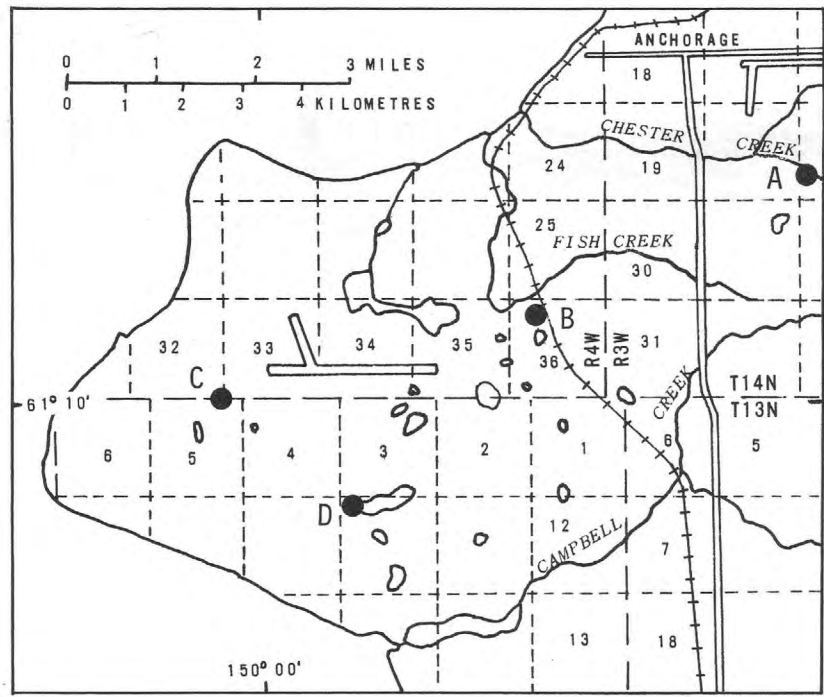 ANCHORAGE
0 2 3 MILES
0 1 2 3 4 KILOMETRES
18
CHESTER CREEK
24 19
A
25
FISH CREEK
30
B
32 33 34 35 36 R4W R3W 31
C
61° 10'
CREEK
T14N
T13N
6 5 4 3 2 1 6 5
D
12
CAMPBELL
7
13 18
150° 00'